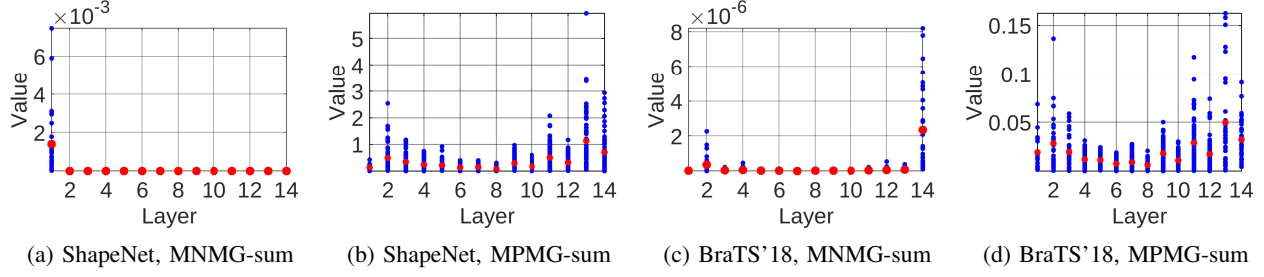 ×10⁻³
6
4
2
Value
2 4 6 8 10 12 14
Layer
(a) ShapeNet, MNMG-sum
5
4
3
2
1
Value
2 4 6 8 10 12 14
Layer
(b) ShapeNet, MPMG-sum
×10⁻⁶
8
6
4
2
Value
2 4 6 8 10 12 14
Layer
(c) BraTS'18, MNMG-sum
0.15
0.1
0.05
Value
2 4 6 8 10 12 14
Layer
(d) BraTS'18, MPMG-sum